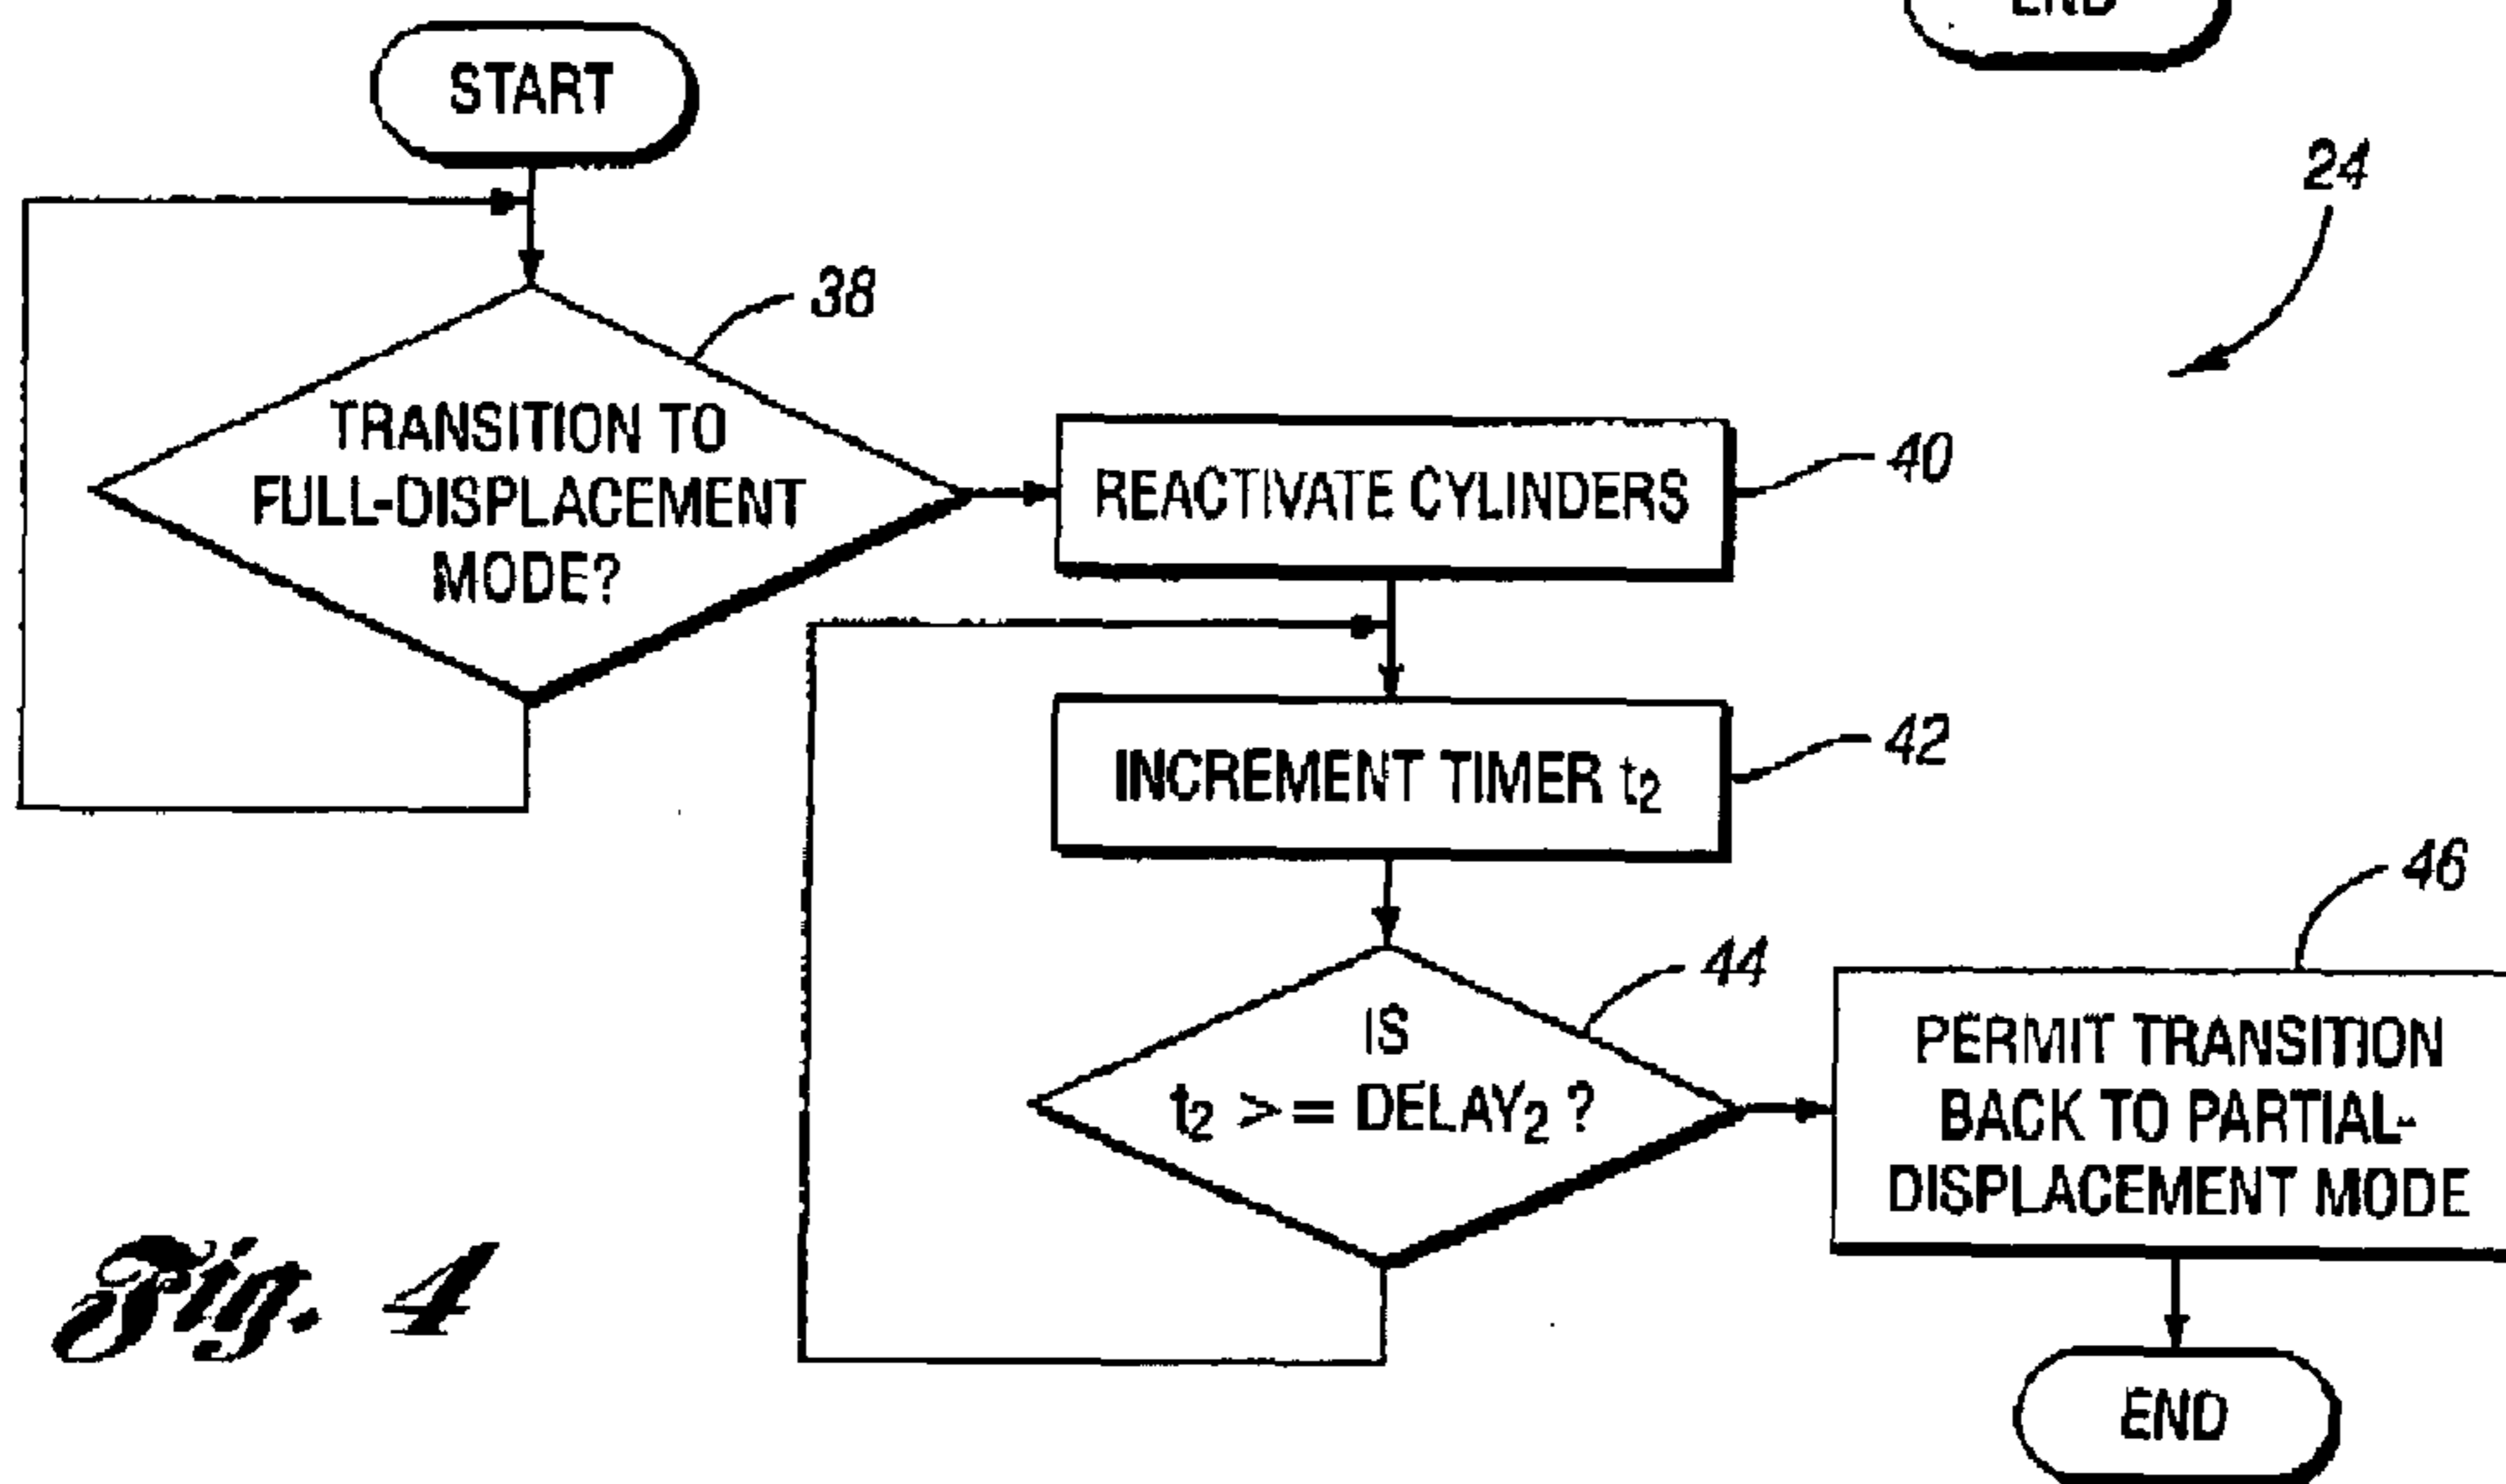 END
START
24
38
TRANSITION TO
FULL-DISPLACEMENT
MODE?
REACTIVATE CYLINDERS
40
INCREMENT TIMER t₂
42
44
IS
t₂ >= DELAY₂ ?
46
PERMIT TRANSITION
BACK TO PARTIAL-
DISPLACEMENT MODE
END
Fig. 4